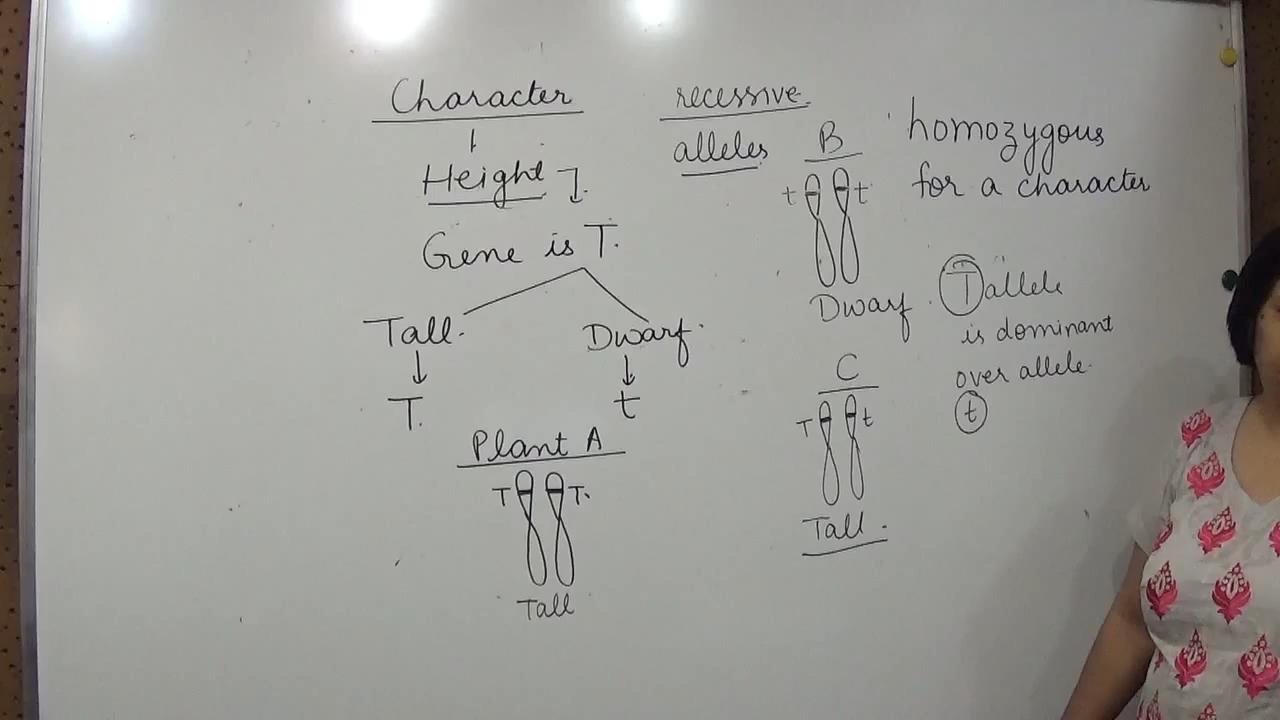 Character
Height
Gene is T.
Tall. Dwarf.
T. t
Plant A
T T.
Tall
recessive.
alleles
B
t t
Dwarf.
C
T t
Tall.
homozygous
for a character
T allele
is dominant
over allele.
t